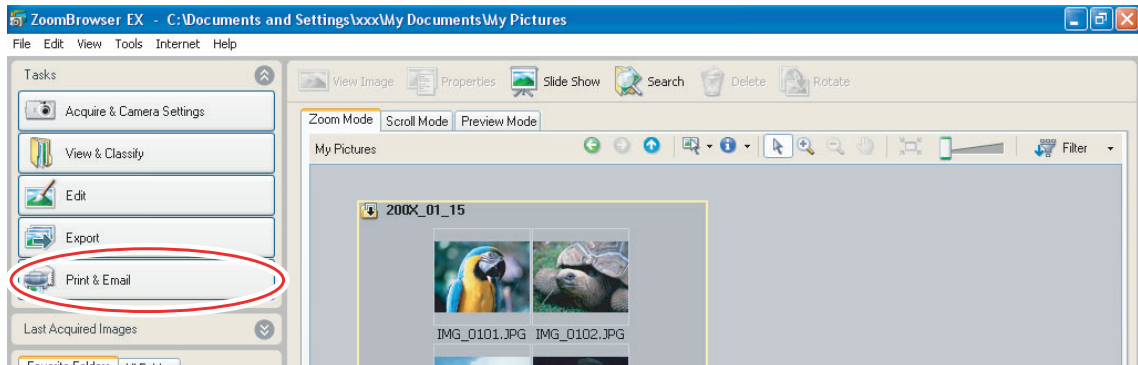 ZoomBrowser EX - C:\Documents and Settings\xxx\My Documents\My Pictures
File Edit View Tools Internet Help
Tasks
Acquire & Camera Settings
View & Classify
Edit
Export
Print & Email
Last Acquired Images
View Image Properties Slide Show Search Delete Rotate
Zoom Mode Scroll Mode Preview Mode
My Pictures
Filter
200X_01_15
IMG_0101.JPG IMG_0102.JPG